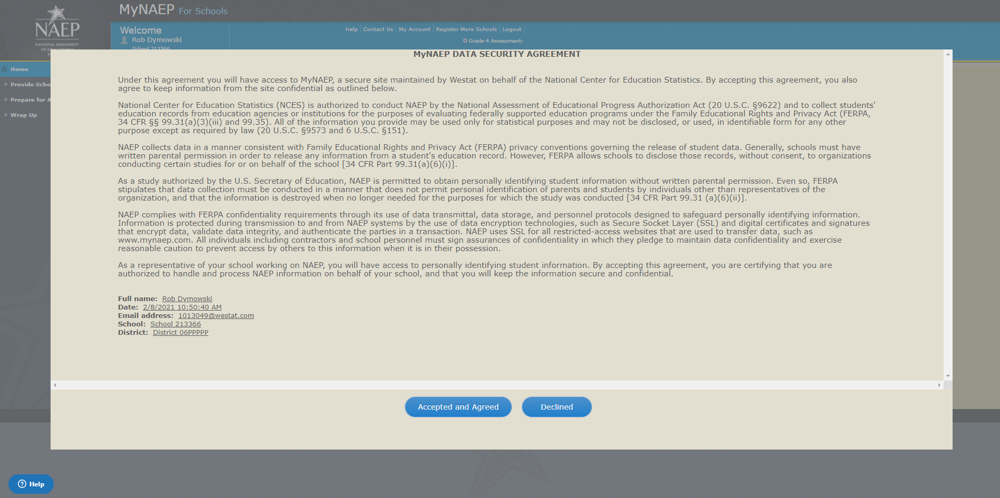 MyNAEP For Schools
NAEP
NATIONAL ASSESSMENT
Welcome
Rob Dymowski
School 213366
Help
Contact Us
My Account
Register More Schools
Logout
Grade 4 Assessment:
Home
Provide Scho
Prepare for A
Wrap Up
MyNAEP DATA SECURITY AGREEMENT
Under this agreement you will have access to MyNAEP, a secure site maintained by Westat on behalf of the National Center for Education Statistics. By accepting this agreement, you also
agree to keep information from the site confidential as outlined below.
National Center for Education Statistics (NCES) is authorized to conduct NAEP by the National Assessment of Educational Progress Authorization Act (20 U.S.C. §9622) and to collect students'
education records from education agencies or institutions for the purposes of evaluating federally supported education programs under the Family Educational Rights and Privacy Act (FERPA,
34 CFR §§ 99.31(a)(3)(iii) and 99.35). All of the information you provide may be used only for statistical purposes and may not be disclosed, or used, in identifiable form for any other
purpose except as required by law (20 U.S.C. §9573 and 6 U.S.C. §151).
NAEP collects data in a manner consistent with Family Educational Rights and Privacy Act (FERPA) privacy conventions governing the release of student data. Generally, schools must have
written parental permission in order to release any information from a student's education record. However, FERPA allows schools to disclose those records, without consent, to organizations
conducting certain studies for or on behalf of the school [34 CFR Part 99.31(a)(6)(i)].
As a study authorized by the U.S. Secretary of Education, NAEP is permitted to obtain personally identifying student information without written parental permission. Even so, FERPA
stipulates that data collection must be conducted in a manner that does not permit personal identification of parents and students by individuals other than representatives of the
organization, and that the information is destroyed when no longer needed for the purposes for which the study was conducted [34 CFR Part 99.31 (a)(6)(ii)].
NAEP complies with FERPA confidentiality requirements through its use of data transmittal, data storage, and personnel protocols designed to safeguard personally identifying information.
Information is protected during transmission to and from NAEP systems by the use of data encryption technologies, such as Secure Socket Layer (SSL) and digital certificates and signatures
that encrypt data, validate data integrity, and authenticate the parties in a transaction. NAEP uses SSL for all restricted-access websites that are used to transfer data, such as
www.mynaep.com. All individuals including contractors and school personnel must sign assurances of confidentiality in which they pledge to maintain data confidentiality and exercise
reasonable caution to prevent access by others to this information when it is in their possession.
As a representative of your school working on NAEP, you will have access to personally identifying student information. By accepting this agreement, you are certifying that you are
authorized to handle and process NAEP information on behalf of your school, and that you will keep the information secure and confidential.
Full name: Rob Dymowski
Date: 2/8/2021 10:50:40 AM
Email address: 1013049@westat.com
School: School 213366
District: District 06PPPPP
Accepted and Agreed
Declined
Help